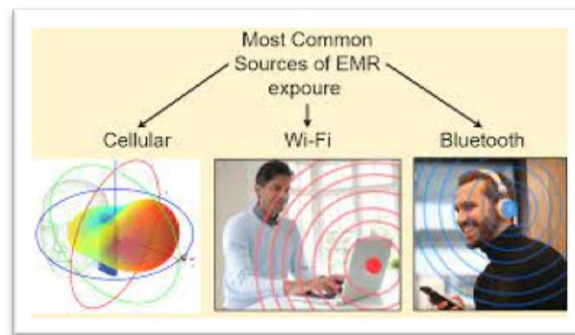 Most Common
Sources of EMR
expoure
Cellular
Wi-Fi
Bluetooth